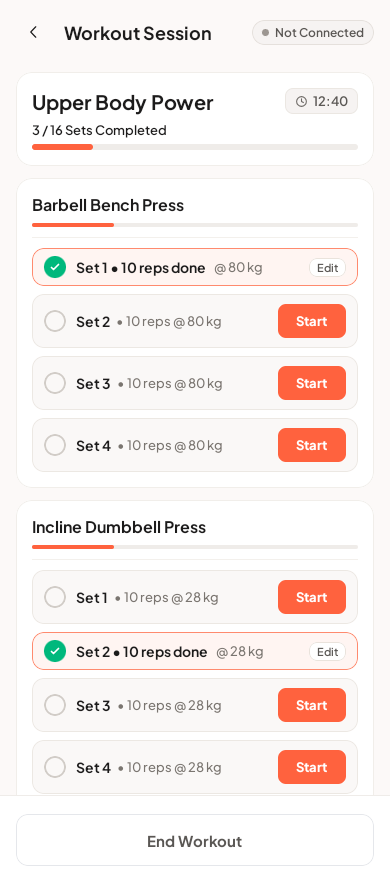 Workout Session
Not Connected
Upper Body Power
12:40
3 / 16 Sets Completed
Barbell Bench Press
Set 1 • 10 reps done @ 80 kg
Edit
Set 2 • 10 reps @ 80 kg
Start
Set 3 • 10 reps @ 80 kg
Start
Set 4 • 10 reps @ 80 kg
Start
Incline Dumbbell Press
Set 1 • 10 reps @ 28 kg
Start
Set 2 • 10 reps done @ 28 kg
Edit
Set 3 • 10 reps @ 28 kg
Start
Set 4 • 10 reps @ 28 kg
Start
End Workout